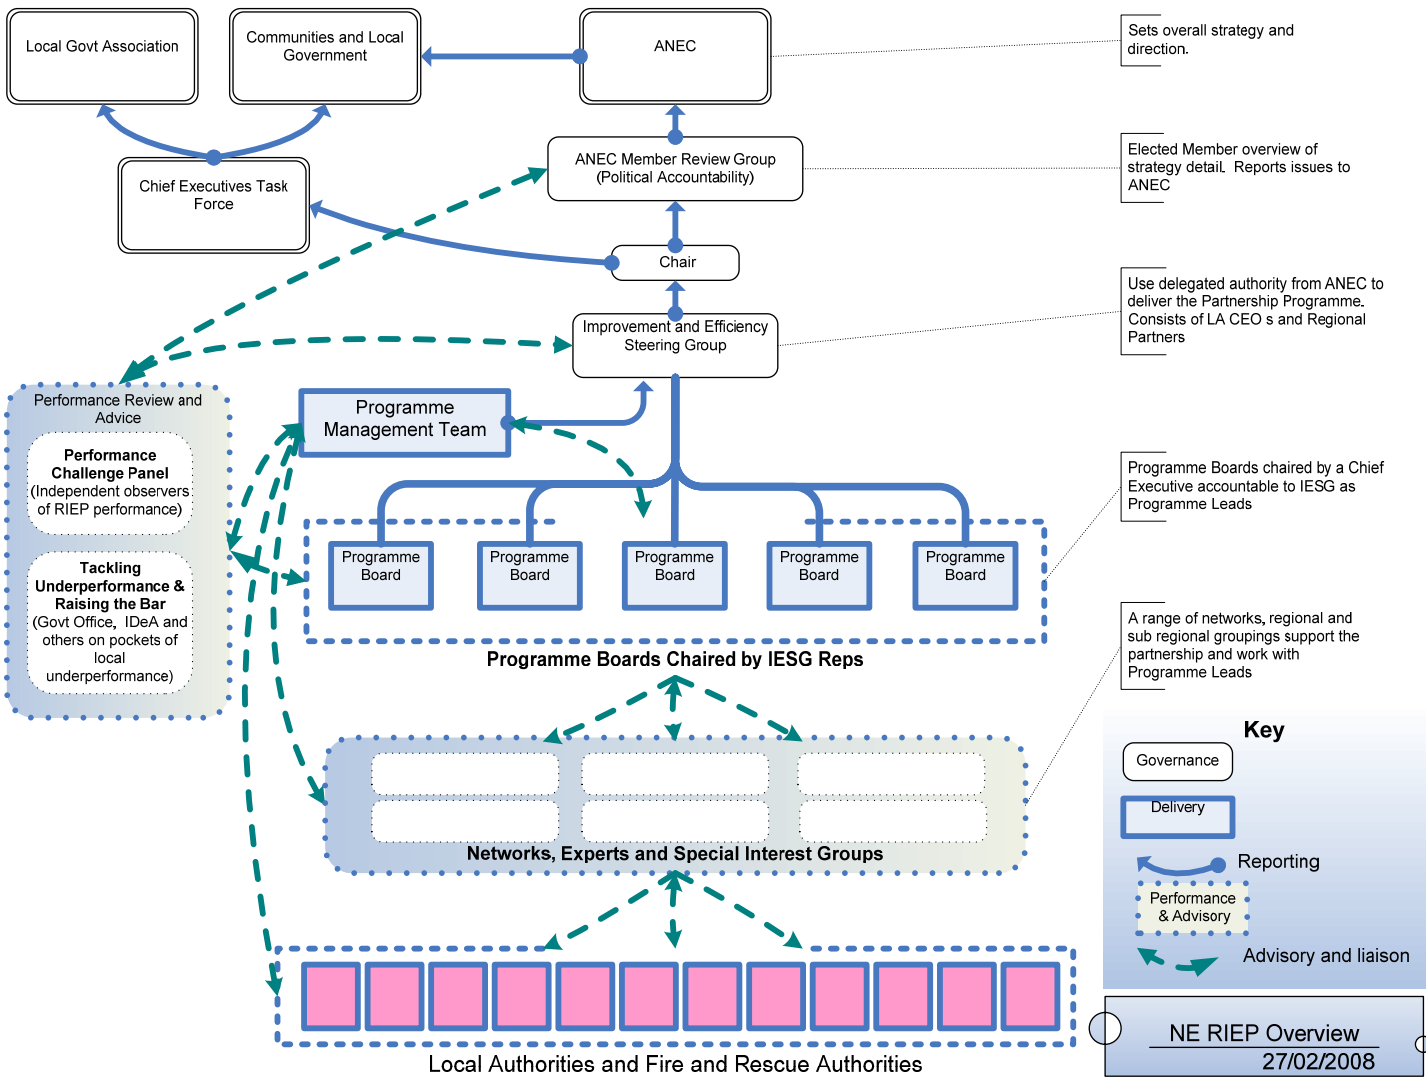 Local Govt Association
Communities and Local
Government
ANEC
Sets overall strategy and
direction.
ANEC Member Review Group
(Political Accountability)
Elected Member overview of
strategy detail.  Reports issues to
ANEC
Chief Executives Task
Force
Chair
Use delegated authority from ANEC to
deliver the Partnership Programme.
Consists of LA CEO s and Regional
Partners
Improvement and Efficiency
Steering Group
Performance Review and
Advice
Performance
Challenge Panel
(Independent observers
of RIEP performance)
Tackling
Underperformance &
Raising the Bar
(Govt Office,  IDeA and
others on pockets of
local
underperformance)
Programme
Management Team
Programme Boards chaired by a Chief
Executive accountable to IESG as
Programme Leads
Programme
Board
Programme
Board
Programme
Board
Programme
Board
Programme
Board
Programme Boards Chaired by IESG Reps
A range of networks, regional and
sub regional groupings support the
partnership and work with
Programme Leads
Networks, Experts and Special Interest Groups
Local Authorities and Fire and Rescue Authorities
Key
Governance
Delivery
Reporting
Performance
& Advisory
Advisory and liaison
NE RIEP Overview
27/02/2008